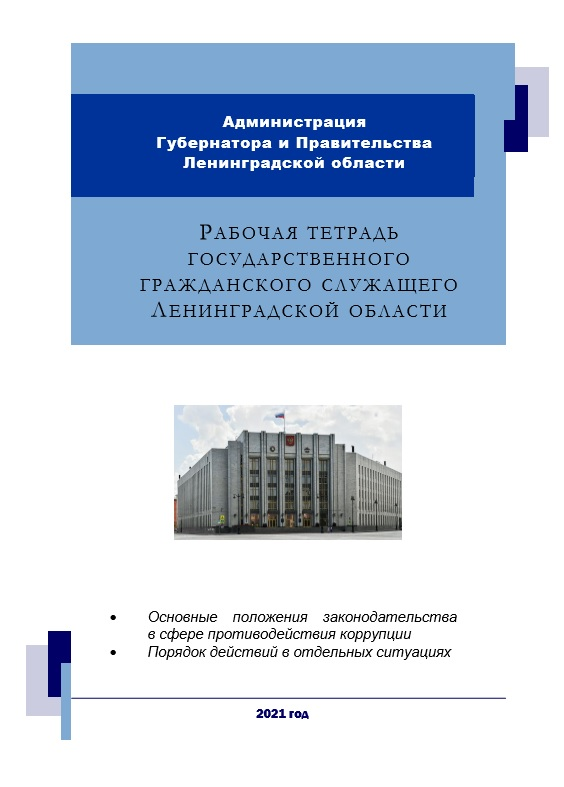 Администрация
Губернатора и Правительства
Ленинградской области
Рабочая тетрадь
государственного
гражданского служащего
Ленинградской области
• Основные положения законодательства
в сфере противодействия коррупции
• Порядок действий в отдельных ситуациях
2021 год